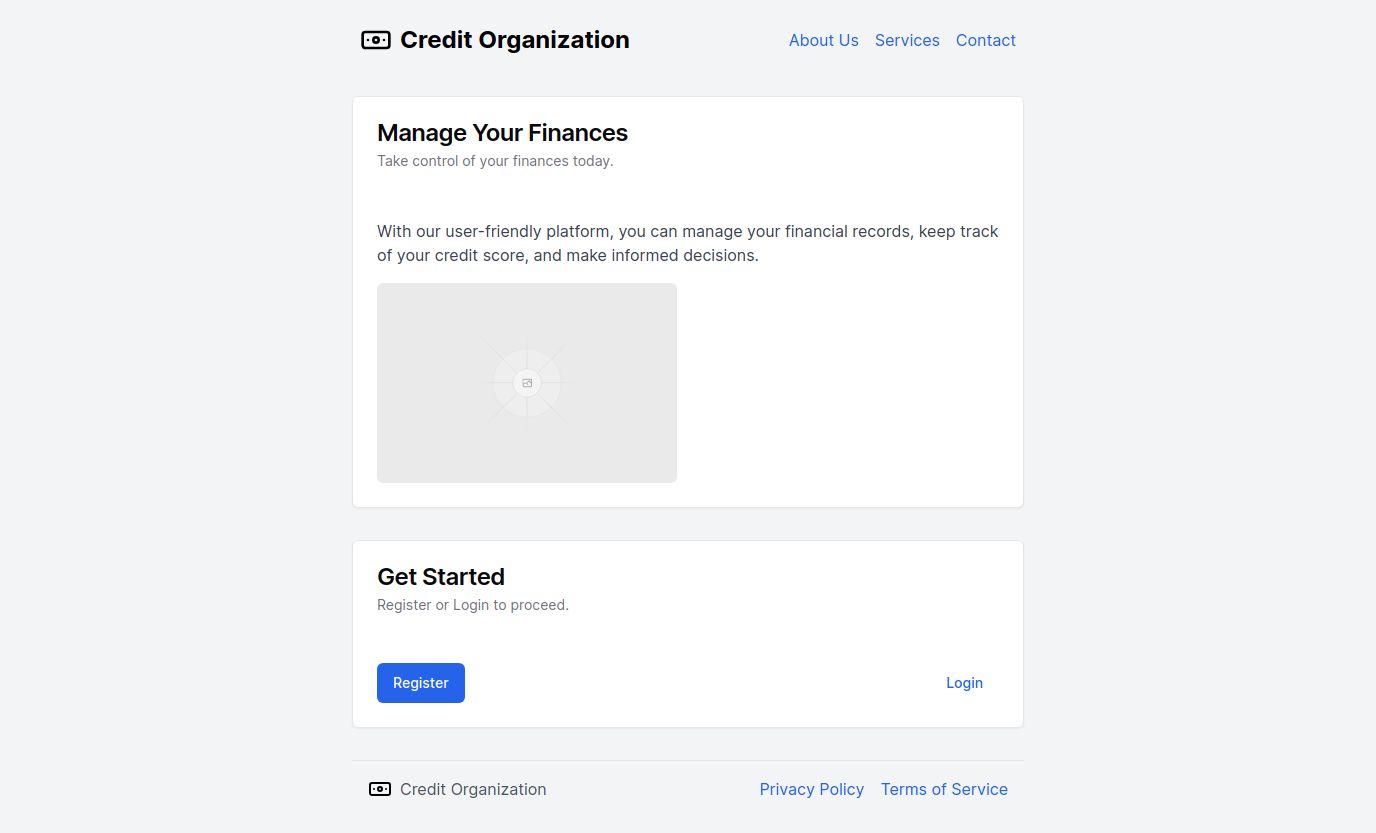 Credit Organization
About Us Services Contact
Manage Your Finances
Take control of your finances today.
With our user-friendly platform, you can manage your financial records, keep track
of your credit score, and make informed decisions.
Get Started
Register or Login to proceed.
Register
Login
Credit Organization
Privacy Policy Terms of Service